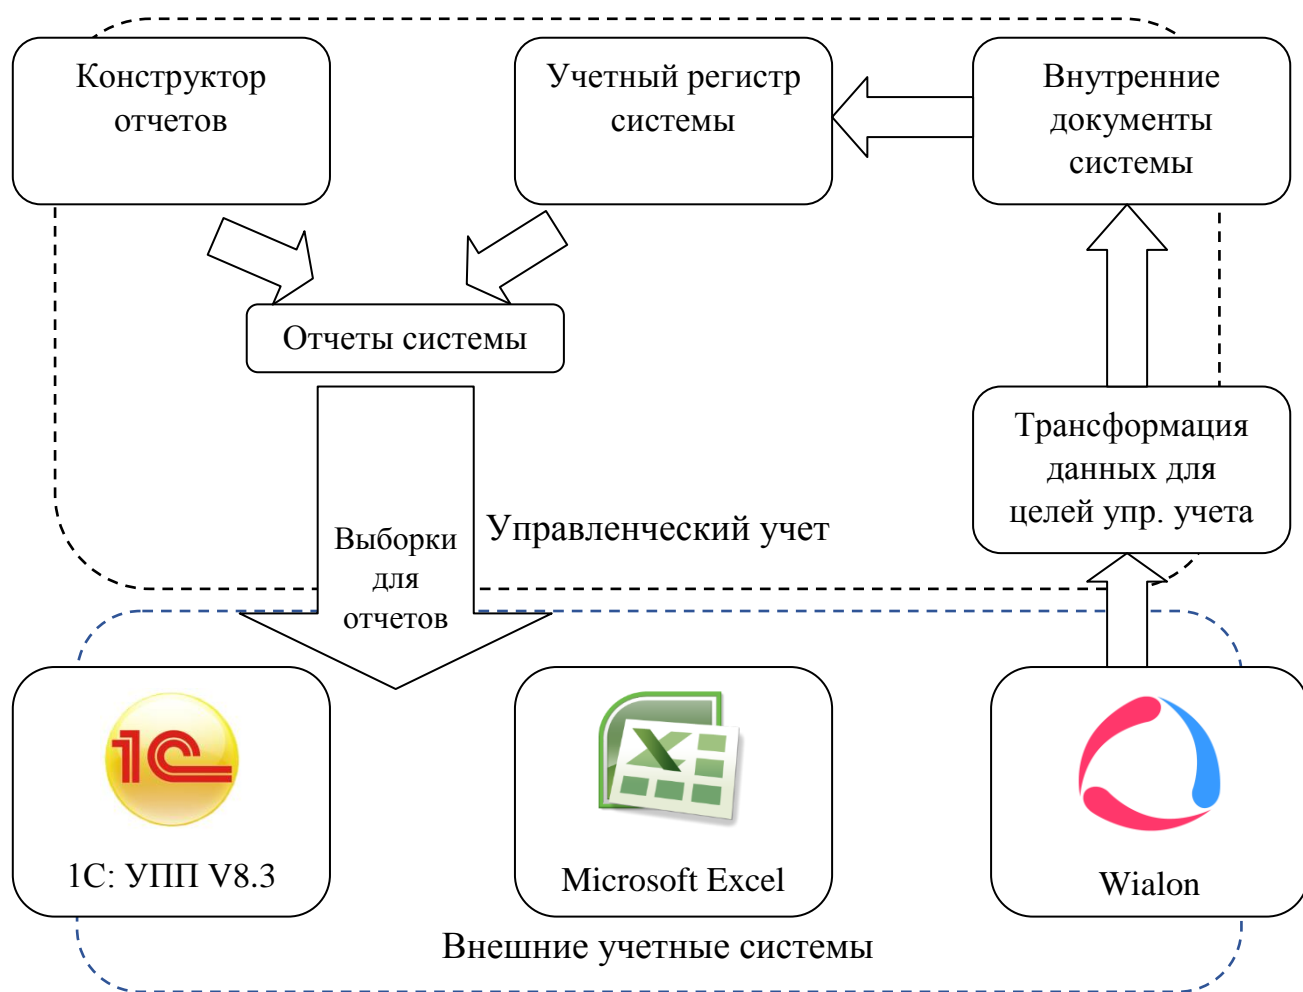 Конструктор
отчетов
Учетный регистр
системы
Внутренние
документы
системы
Отчеты системы
Трансформация
данных для
целей упр. учета
Управленческий учет
Выборки
для
отчетов
1С
1С: УПП V8.3
Microsoft Excel
Wialon
Внешние учетные системы